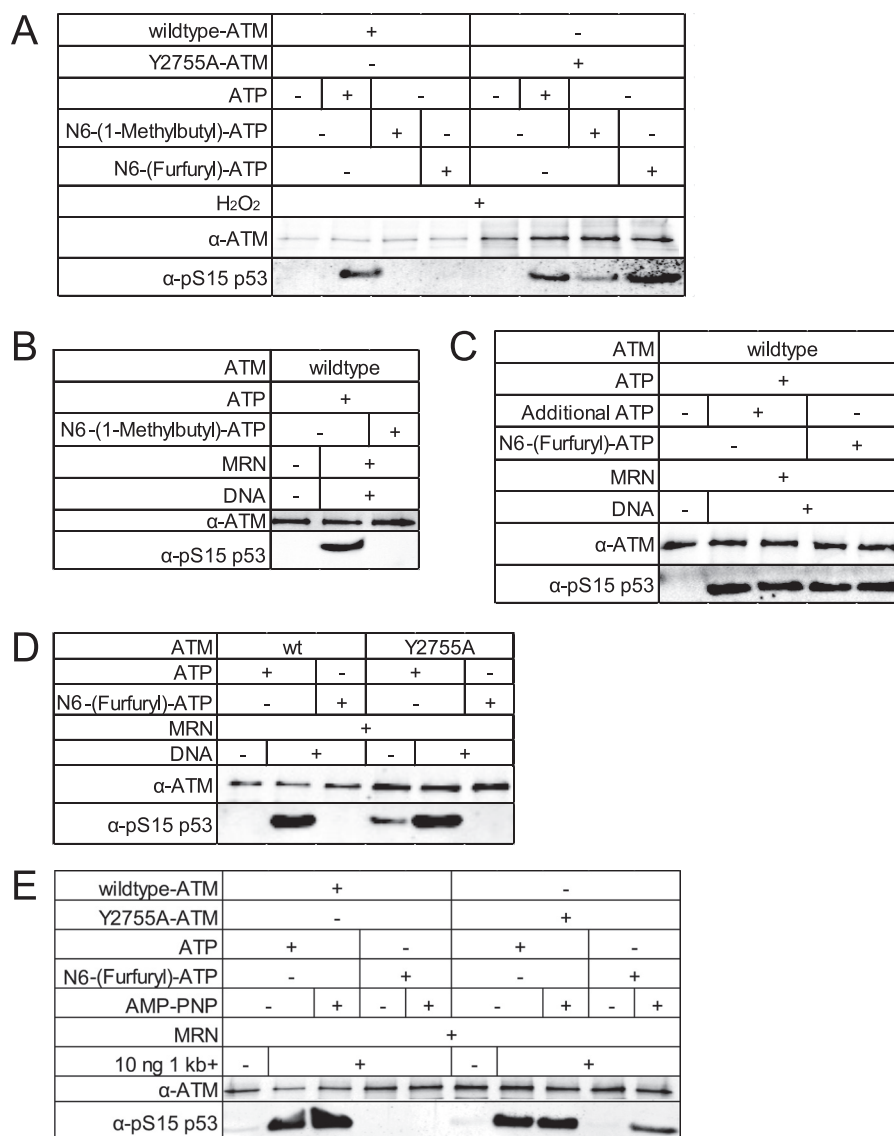 A
wildtype-ATM + -
Y2755A-ATM - +
ATP - + - - + -
N6-(1-Methylbutyl)-ATP - + - - + -
N6-(Furfuryl)-ATP - + - +
H2O2 +
α-ATM
α-pS15 p53
B
ATM wildtype
ATP +
N6-(1-Methylbutyl)-ATP - +
MRN - +
DNA - +
α-ATM
α-pS15 p53
C
ATM wildtype
ATP +
Additional ATP - + -
N6-(Furfuryl)-ATP - +
MRN +
DNA - +
α-ATM
α-pS15 p53
D
ATM wt Y2755A
ATP + - + -
N6-(Furfuryl)-ATP - + - +
MRN +
DNA - + - +
α-ATM
α-pS15 p53
E
wildtype-ATM + -
Y2755A-ATM - +
ATP + - + -
N6-(Furfuryl)-ATP - + - +
AMP-PNP - + - + - + - +
MRN +
10 ng 1 kb+ - + - +
α-ATM
α-pS15 p53